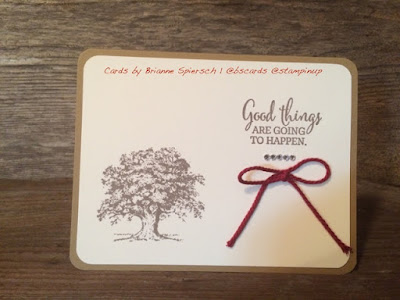 Cards by Brianne Spiersch | @bscards @stampinup
Good things
ARE GOING
TO HAPPEN.